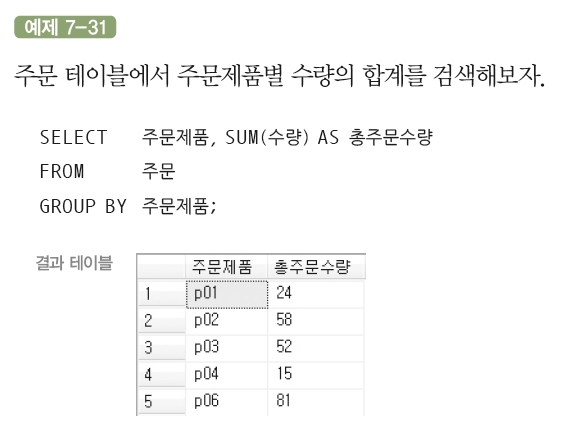 예제 7-31
주문 테이블에서 주문제품별 수량의 합계를 검색해보자.
SELECT 주문제품, SUM(수량) AS 총주문수량
FROM 주문
GROUP BY 주문제품;
결과 테이블
주문제품 총주문수량
1 p01 24
2 p02 58
3 p03 52
4 p04 15
5 p06 81